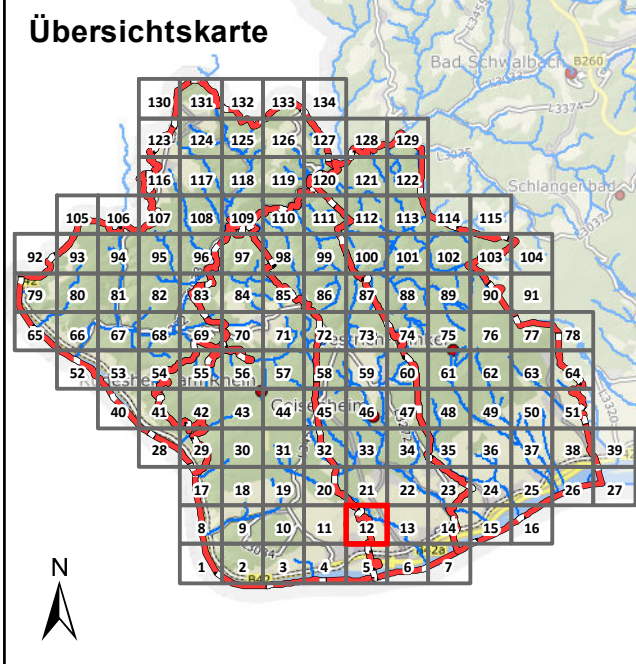 Übersichtskarte
Bad Schwalbach
B260
L3374
L3035
Schlangenbad
L3037
130 131 132 133 134
123 124 125 126 127 128 129
116 117 118 119 120 121 122
105 106 107 108 109 110 111 112 113 114 115
92 93 94 95 96 97 98 99 100 101 102 103 104
79 80 81 82 83 84 85 86 87 88 89 90 91
65 66 67 68 69 70 71 72 73 74 75 76 77 78
52 53 54 55 56 57 58 59 60 61 62 63 64
40 41 42 43 44 45 46 47 48 49 50 51
28 29 30 31 32 33 34 35 36 37 38 39
17 18 19 20 21 22 23 24 25 26 27
8 9 10 11 12 13 14 15 16
L3034
B42a
1 2 3 4 5 6 7
B42
N